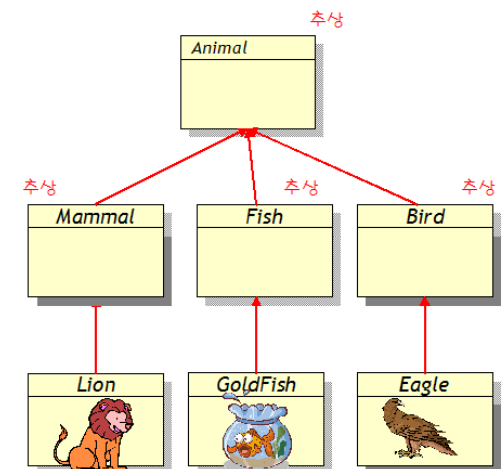 추상
Animal
추상
추상
추상
Mammal
Fish
Bird
Lion
GoldFish
Eagle